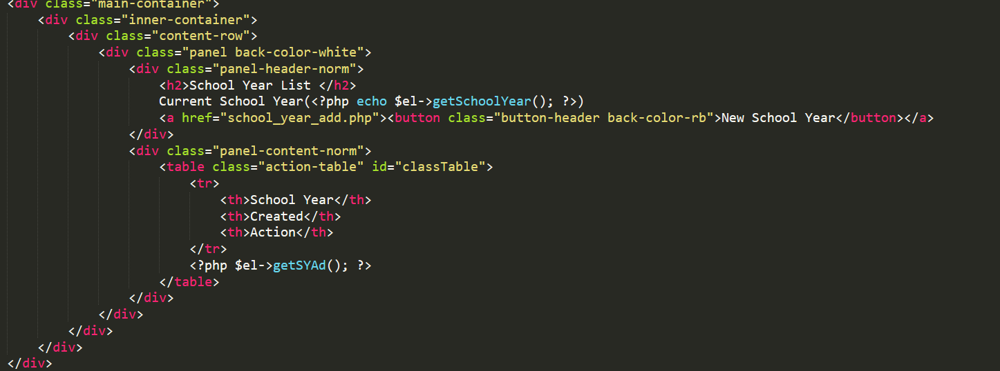 <div class="main-container">
<div class="inner-container">
<div class="content-row">
<div class="panel back-color-white">
<div class="panel-header-norm">
<h2>School Year List </h2>
Current School Year(<?php echo $el->getSchoolYear(); ?>)
<a href="school_year_add.php"><button class="button-header back-color-rb">New School Year</button></a>
</div>
<div class="panel-content-norm">
<table class="action-table" id="classTable">
<tr>
<th>School Year</th>
<th>Created</th>
<th>Action</th>
</tr>
<?php $el->getSYAd(); ?>
</table>
</div>
</div>
</div>
</div>
</div>